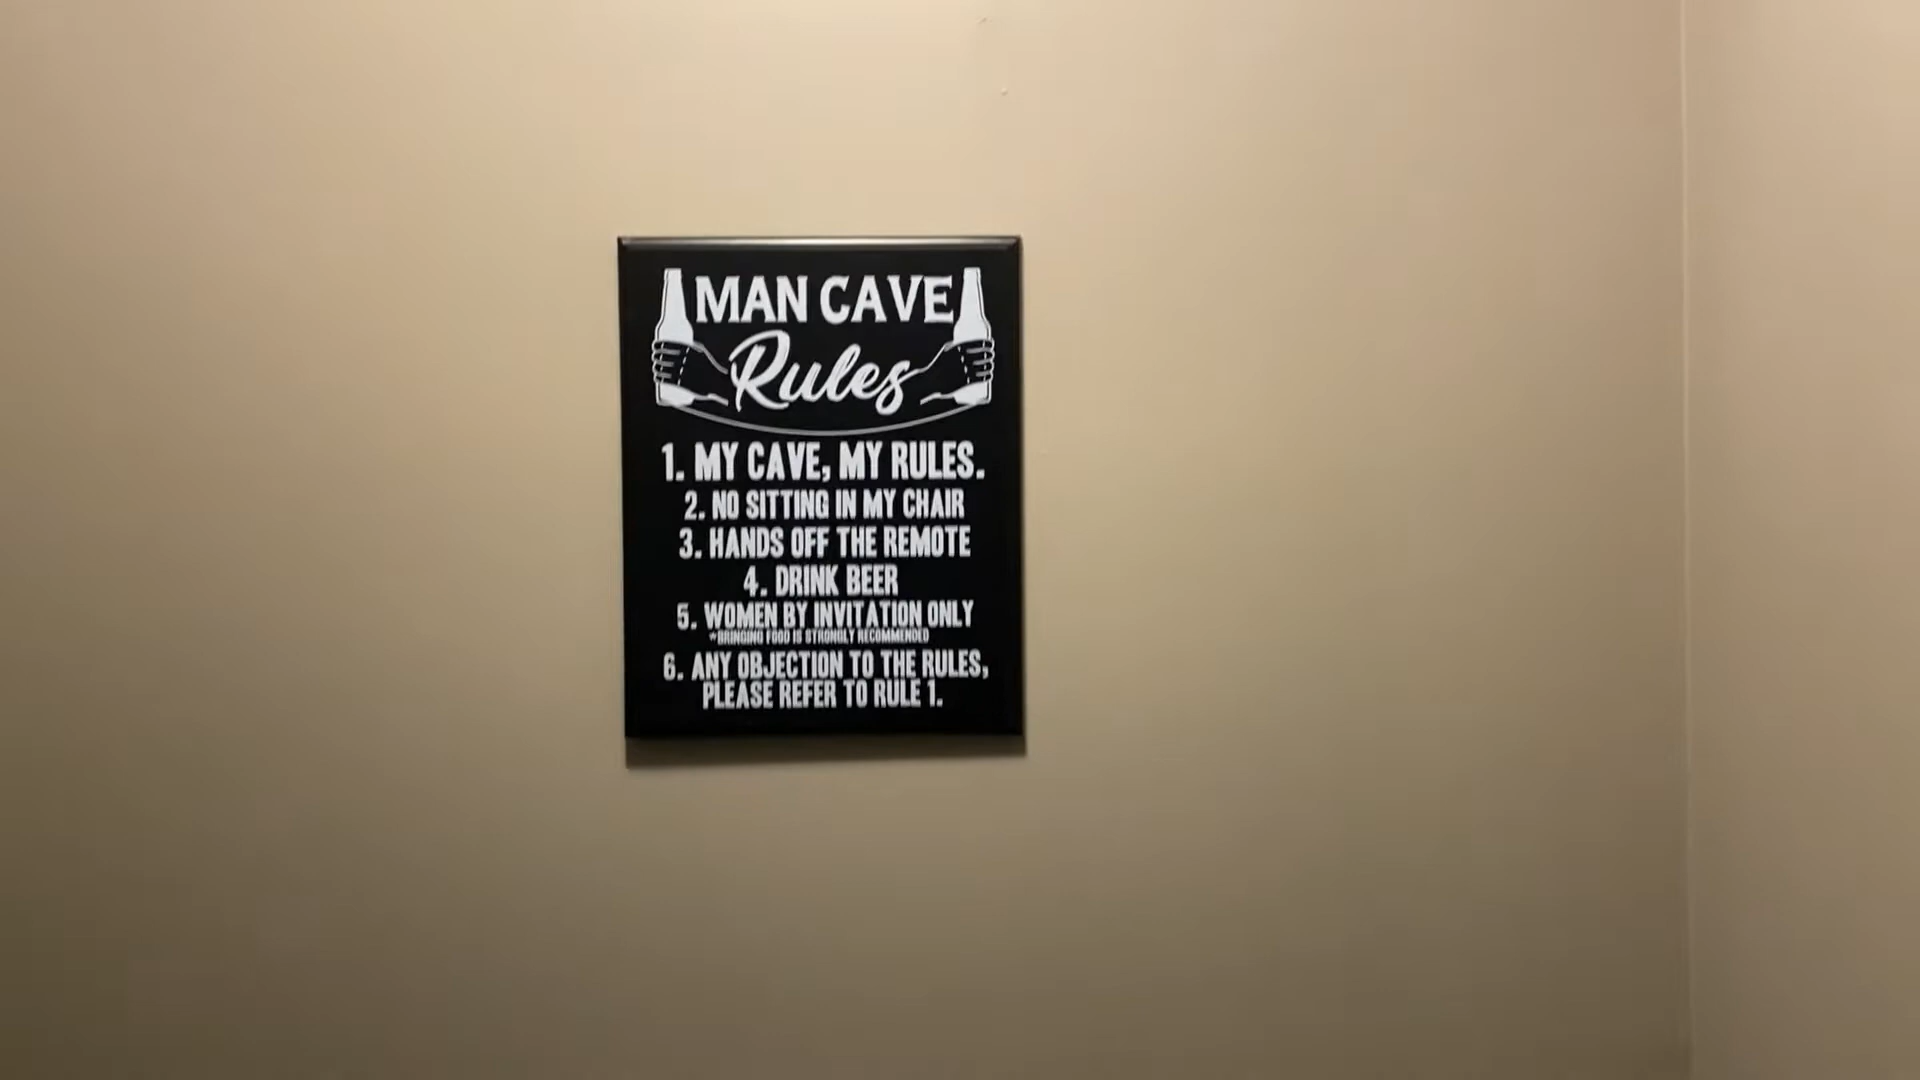 MAN CAVE
Rules
1. MY CAVE, MY RULES.
2. NO SITTING IN MY CHAIR
3. HANDS OFF THE REMOTE
4. DRINK BEER
5. WOMEN BY INVITATION ONLY
*BRINGING FOOD IS STRONGLY RECOMMENDED
6. ANY OBJECTION TO THE RULES,
PLEASE REFER TO RULE 1.